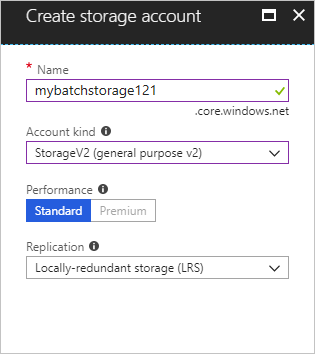 Create storage account
* Name
mybatchstorage121
.core.windows.net
Account kind
StorageV2 (general purpose v2)
Performance
Standard Premium
Replication
Locally-redundant storage (LRS)